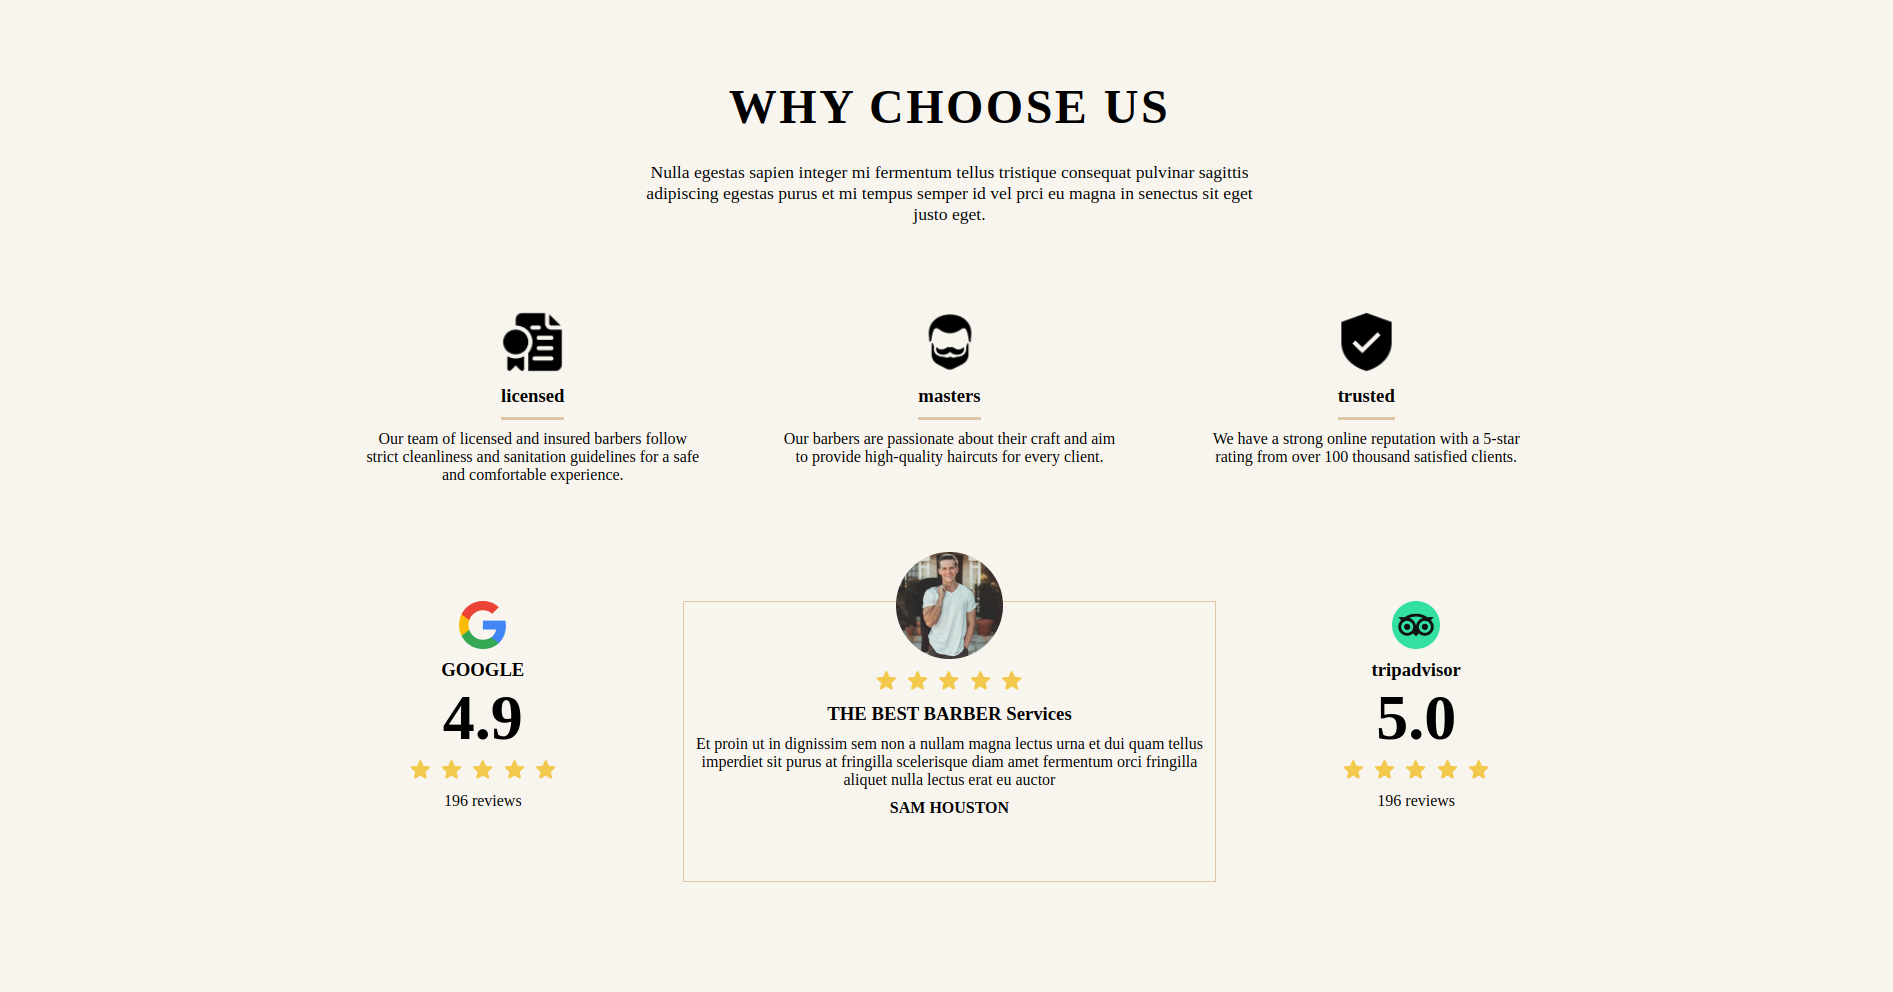 WHY CHOOSE US
Nulla egestas sapien integer mi fermentum tellus tristique consequat pulvinar sagittis
adipiscing egestas purus et mi tempus semper id vel prci eu magna in senectus sit eget
justo eget.
licensed
Our team of licensed and insured barbers follow
strict cleanliness and sanitation guidelines for a safe
and comfortable experience.
masters
Our barbers are passionate about their craft and aim
to provide high-quality haircuts for every client.
trusted
We have a strong online reputation with a 5-star
rating from over 100 thousand satisfied clients.
GOOGLE
4.9
196 reviews
THE BEST BARBER Services
Et proin ut in dignissim sem non a nullam magna lectus urna et dui quam tellus
imperdiet sit purus at fringilla scelerisque diam amet fermentum orci fringilla
aliquet nulla lectus erat eu auctor
SAM HOUSTON
tripadvisor
5.0
196 reviews